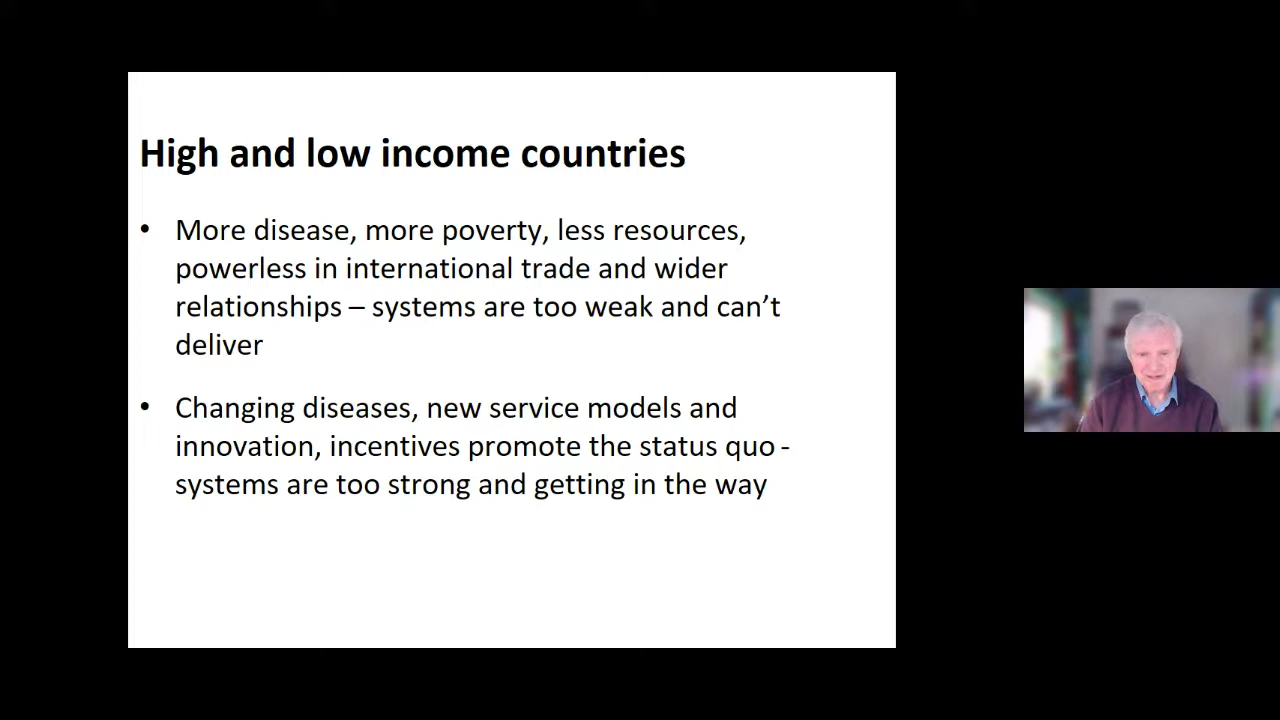 High and low income countries
• More disease, more poverty, less resources,
powerless in international trade and wider
relationships – systems are too weak and can’t
deliver
• Changing diseases, new service models and
innovation, incentives promote the status quo -
systems are too strong and getting in the way